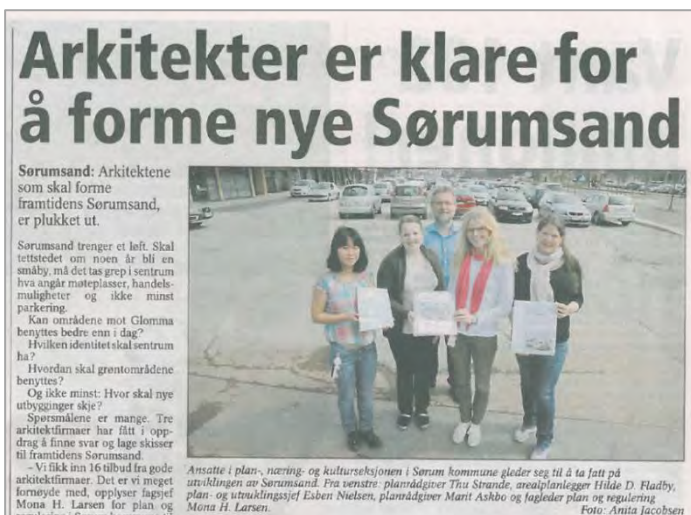 Arkitekter er klare for
å forme nye Sørumsand
Sørumsand: Arkitektene
som skal forme
framtidens Sørumsand,
er plukket ut.
Sørumsand trenger et løft. Skal
tettstedet om noen år bli en
småby, må det tas grep i sentrum
hva angår møteplasser, handels-
muligheter og ikke minst
parkering.
Kan områdene mot Glomma
benyttes bedre enn i dag?
Hvilken identitet skal sentrum
ha?
Hvordan skal grøntområdene
benyttes?
Og ikke minst: Hvor skal nye
utbygginger skje?
Spørsmålene er mange. Tre
arkitektfirmaer har fått i opp-
drag å finne svar og lage skisser
til framtidens Sørumsand.
– Vi fikk inn 16 tilbud fra gode
arkitektfirmaer. Det er vi meget
fornøyde med, opplyser fagsjef
Mona H. Larsen for plan og
Ansatte i plan-, næring- og kulturseksjonen i Sørum kommune gleder seg til å ta fatt på
utviklingen av Sørumsand. Fra venstre: planrådgiver Thu Strande, arealplanlegger Hilde D. Fladby,
plan- og utviklingssjef Esben Nielsen, planrådgiver Marit Askbo og fagleder plan og regulering
Mona H. Larsen.
Foto: Anita Jacobsen